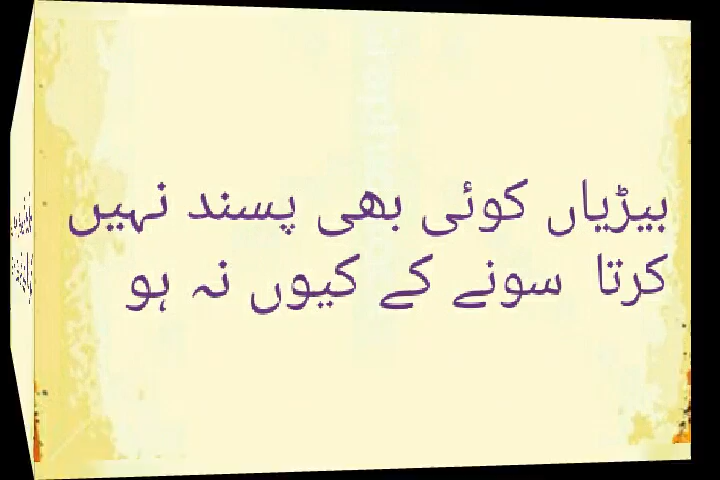 بیڑیاں کوئی بھی پسند نہیں
کرتا سونے کے کیوں نہ ہو